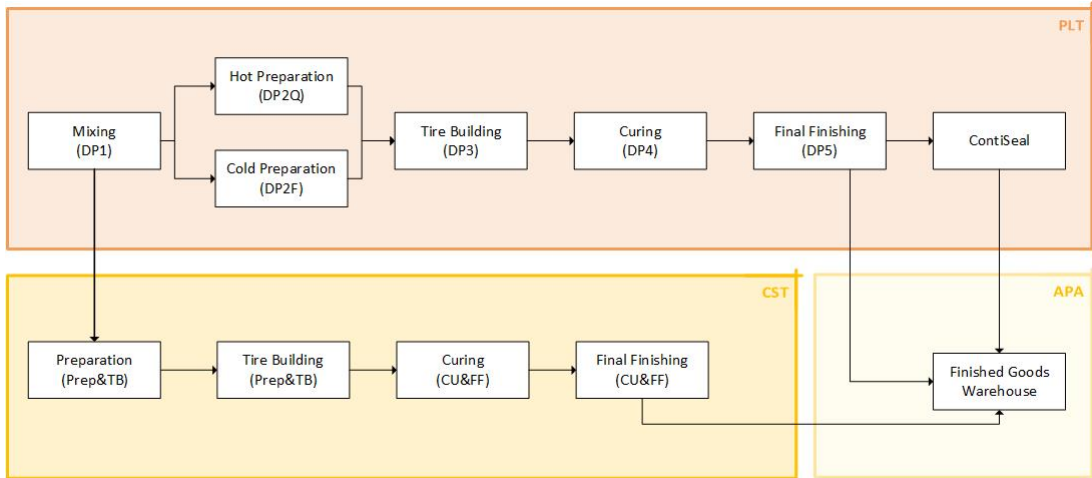 PLT
Hot Preparation
(DP2Q)
Mixing
(DP1)
Cold Preparation
(DP2F)
Tire Building
(DP3)
Curing
(DP4)
Final Finishing
(DP5)
ContiSeal
CST
Preparation
(Prep&TB)
Tire Building
(Prep&TB)
Curing
(CU&FF)
Final Finishing
(CU&FF)
APA
Finished Goods
Warehouse